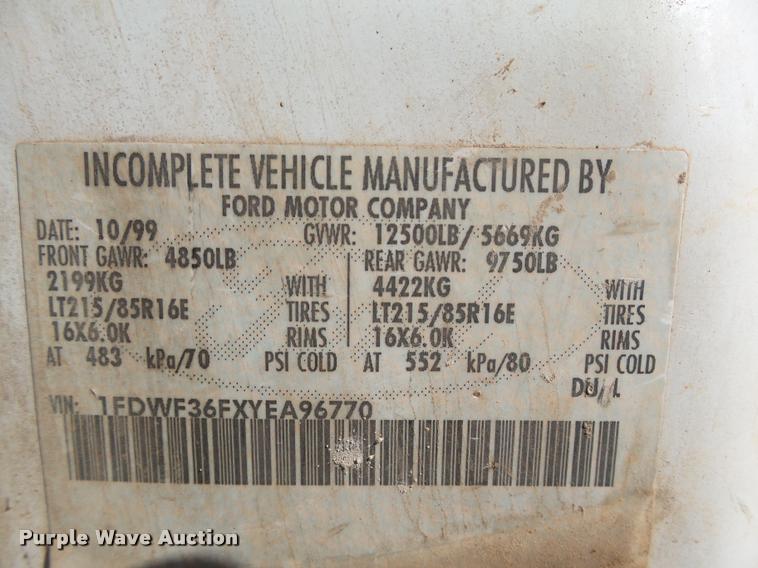 INCOMPLETE VEHICLE MANUFACTURED BY
FORD MOTOR COMPANY
DATE: 10/99 GVWR: 12500LB/ 5669KG
FRONT GAWR: 4850LB REAR GAWR: 9750LB
2199KG WITH 4422KG WITH
LT215/85R16E TIRES LT215/85R16E TIRES
16X6.0K RIMS 16X6.0K RIMS
AT 483 kPa/70 PSI COLD AT 552 kPa/80 PSI COLD
DUAL
VIN: 1FDWF36FXYEA96770
Purple Wave Auction